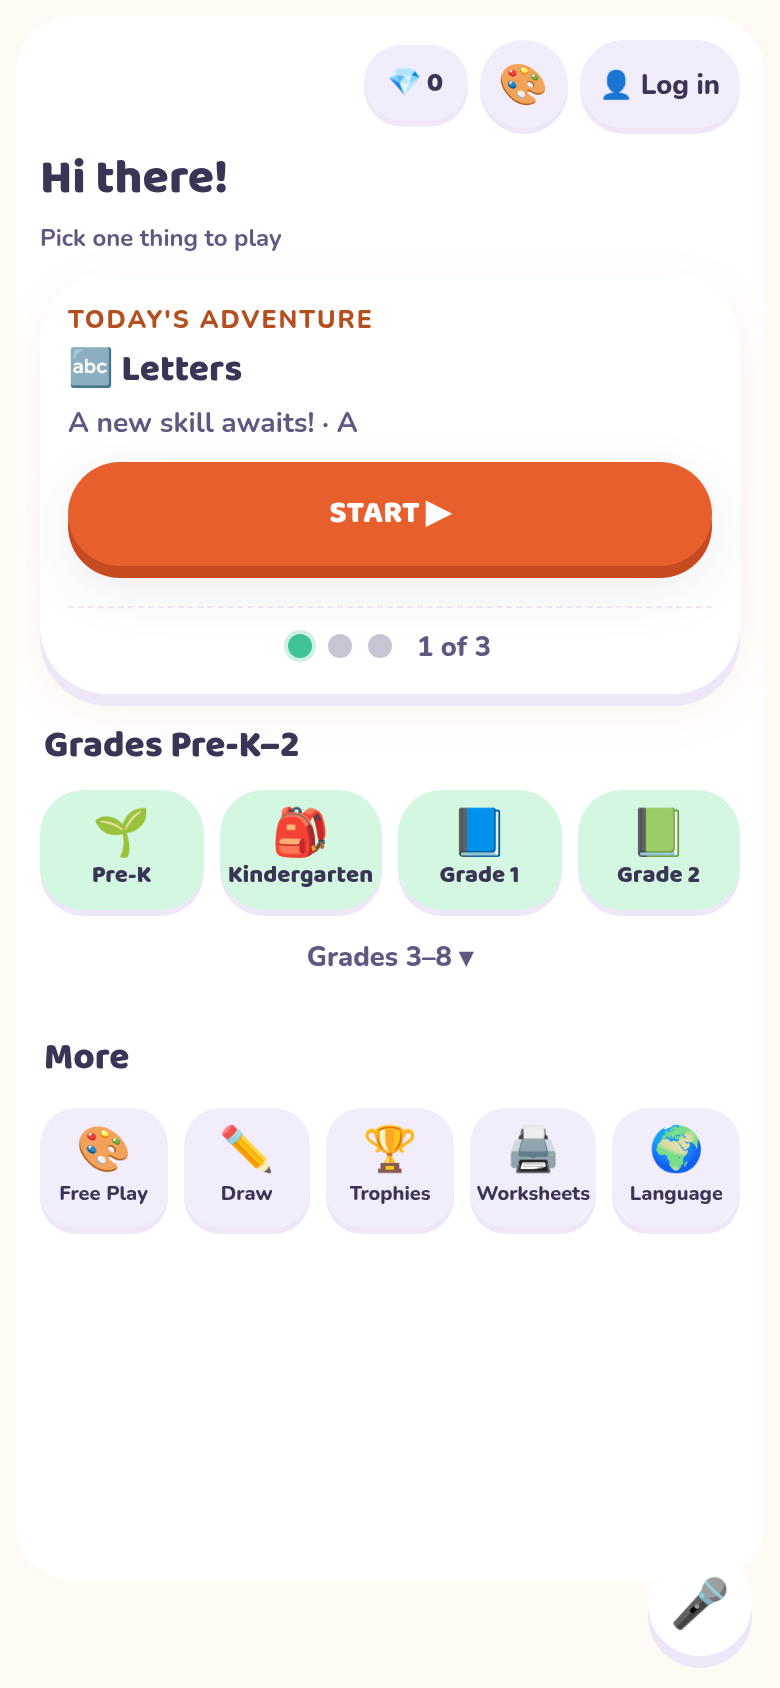 0
Log in
Hi there!
Pick one thing to play
TODAY'S ADVENTURE
abc Letters
A new skill awaits! · A
START ▶
1 of 3
Grades Pre-K–2
Pre-K
Kindergarten
Grade 1
Grade 2
Grades 3–8 ▼
More
Free Play
Draw
Trophies
Worksheets
Language